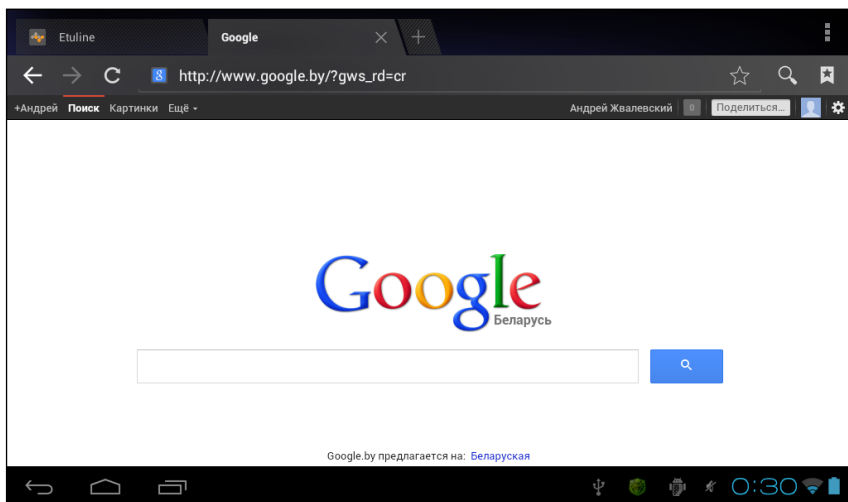 Etuline
Google
http://www.google.by/?gws_rd=cr
+Андрей Поиск Картинки Ещё
Андрей Жвалевский 0 Поделиться...
Google
Беларусь
Google.by предлагается на: Беларуская
0:30